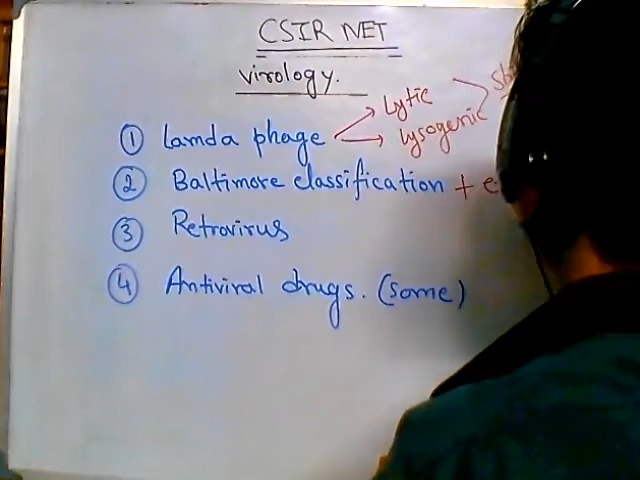 CSIR NET
virology.
Lytic
① Lamda phage lysogenic
② Baltimore classification +
③ Retrovirus
④ Antiviral drugs. (some)